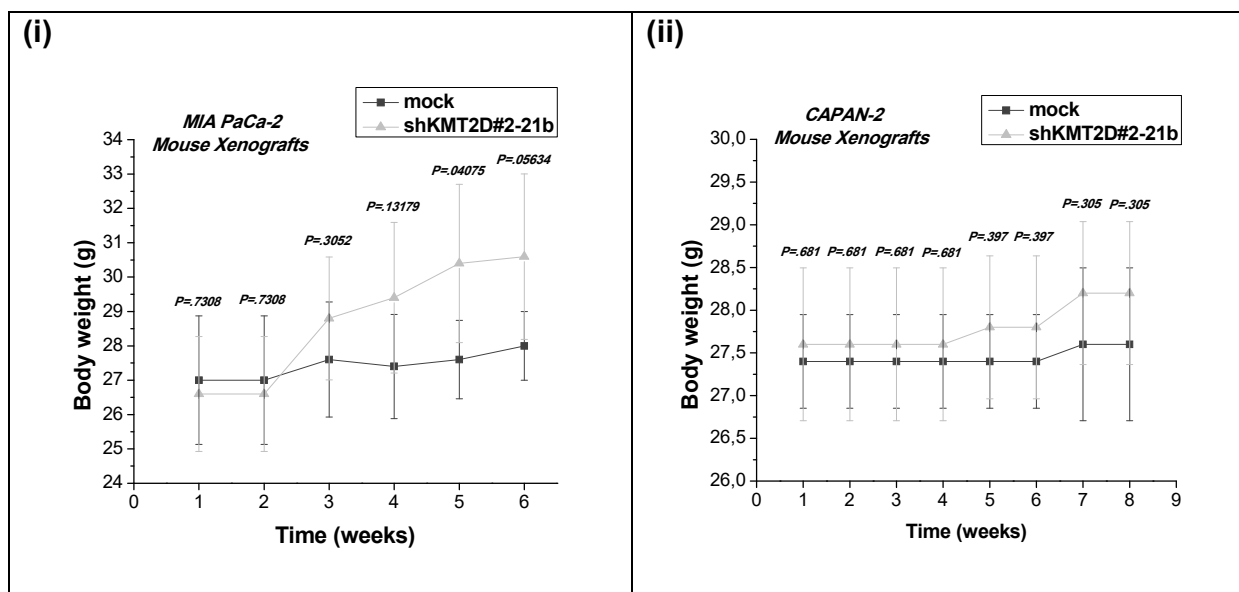 (i)
mock
shKMT2D#2-21b
MIA PaCa-2
Mouse Xenografts
P=.7308
P=.7308
P=.3052
P=.13179
P=.04075
P=.05634
34
33
32
31
30
29
28
27
26
25
24
Body weight (g)
0
1
2
3
4
5
6
Time (weeks)
(ii)
mock
shKMT2D#2-21b
CAPAN-2
Mouse Xenografts
P=.681
P=.681
P=.681
P=.681
P=.397
P=.397
P=.305
P=.305
30,0
29,5
29,0
28,5
28,0
27,5
27,0
26,5
26,0
Body weight (g)
0
1
2
3
4
5
6
7
8
9
Time (weeks)